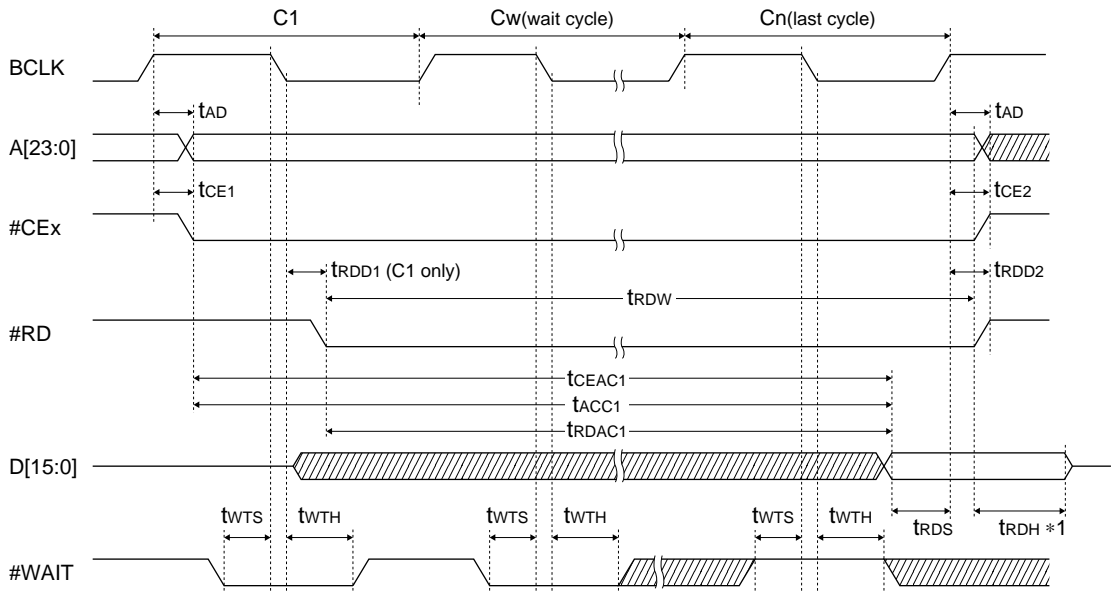 C1 Cw(wait cycle) Cn(last cycle)
BCLK
tAD tAD
A[23:0]
tCE1 tCE2
#CEx
tRDD1 (C1 only) tRDD2
tRDW
#RD
tCEAC1
tACC1
tRDAC1
D[15:0]
tWTS tWTH tWTS tWTH tWTS tWTH tRDS tRDH *1
#WAIT